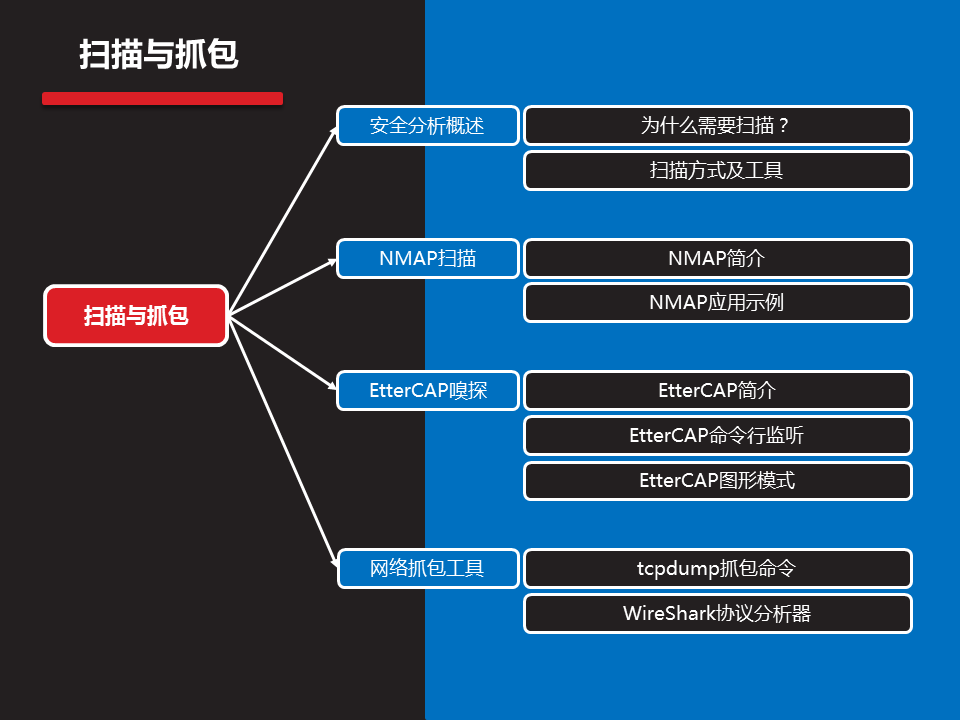 扫描与抓包
安全分析概述
为什么需要扫描？
扫描方式及工具
NMAP扫描
NMAP简介
NMAP应用示例
扫描与抓包
EtterCAP嗅探
EtterCAP简介
EtterCAP命令行监听
EtterCAP图形模式
网络抓包工具
tcpdump抓包命令
WireShark协议分析器